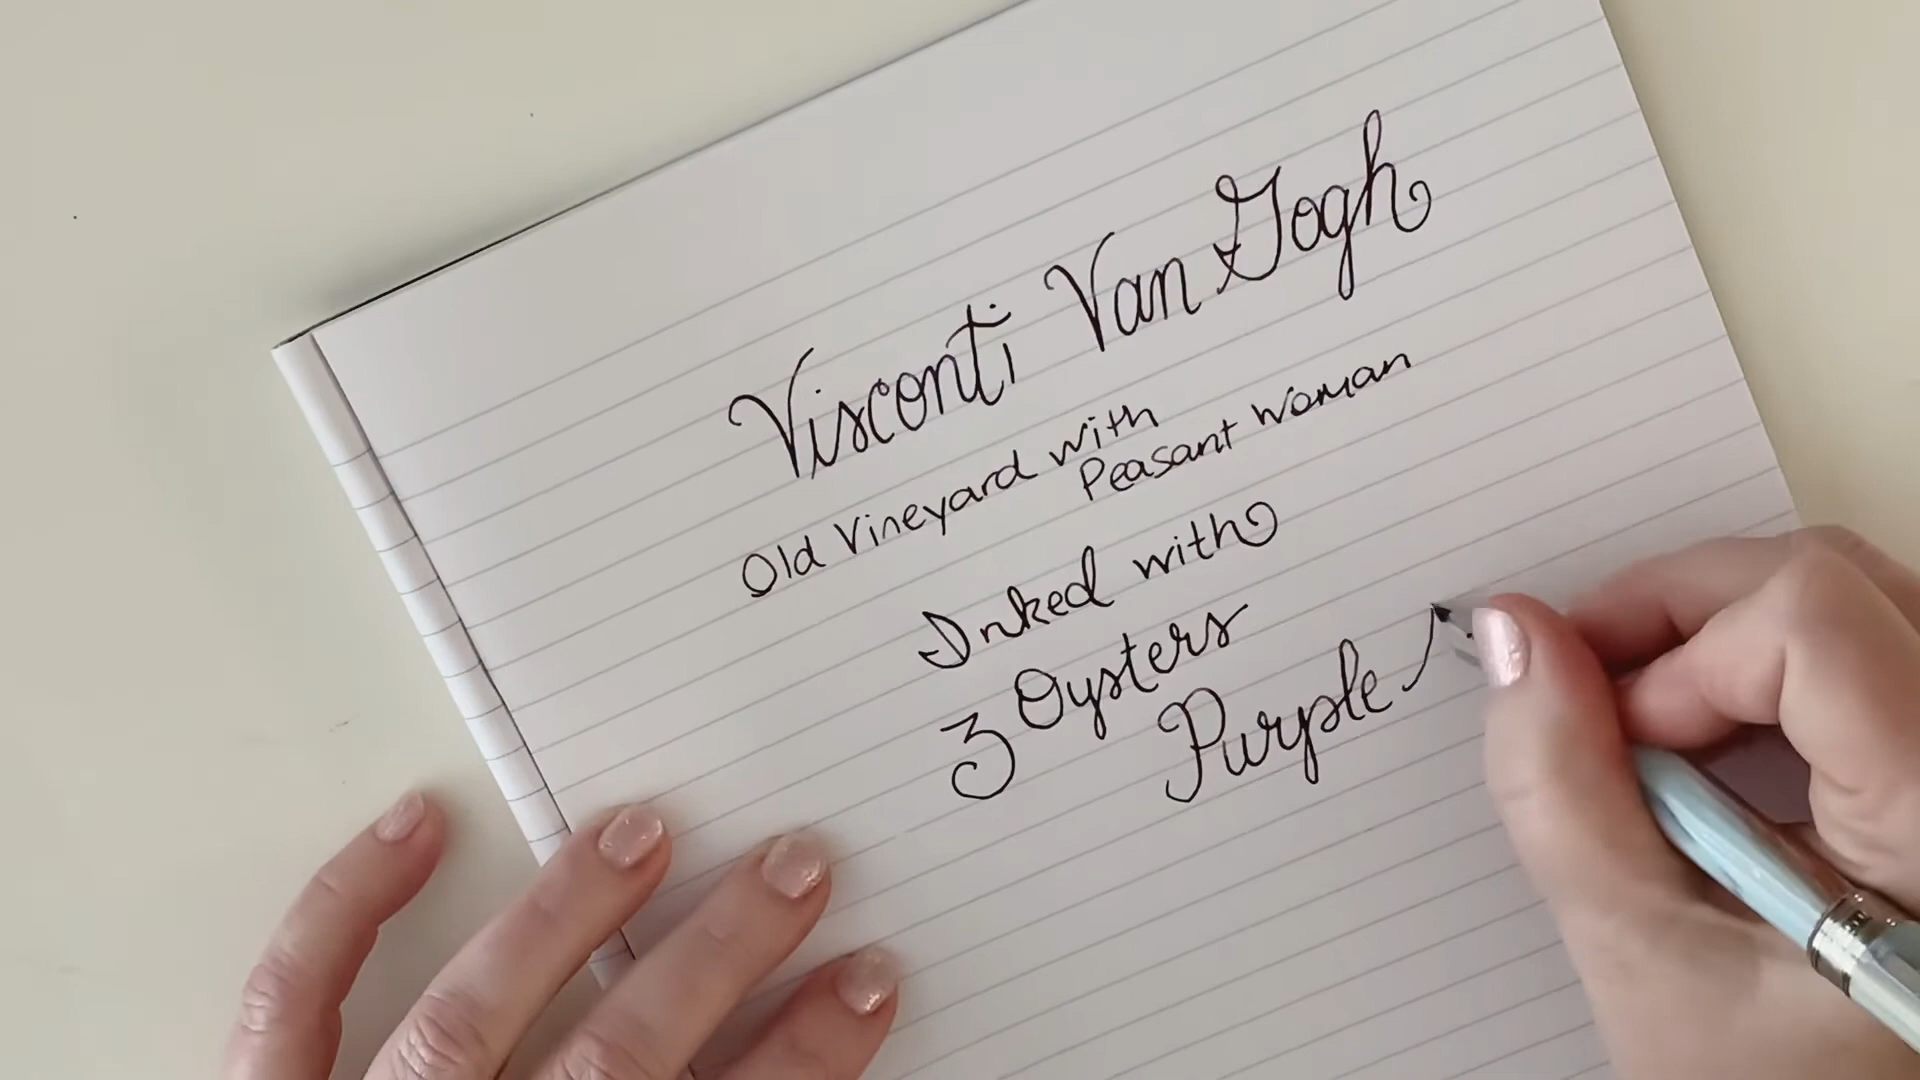 Visconti Van Gogh
Old Vineyard with
Peasant Woman
Inked with
3 Oysters
Purple